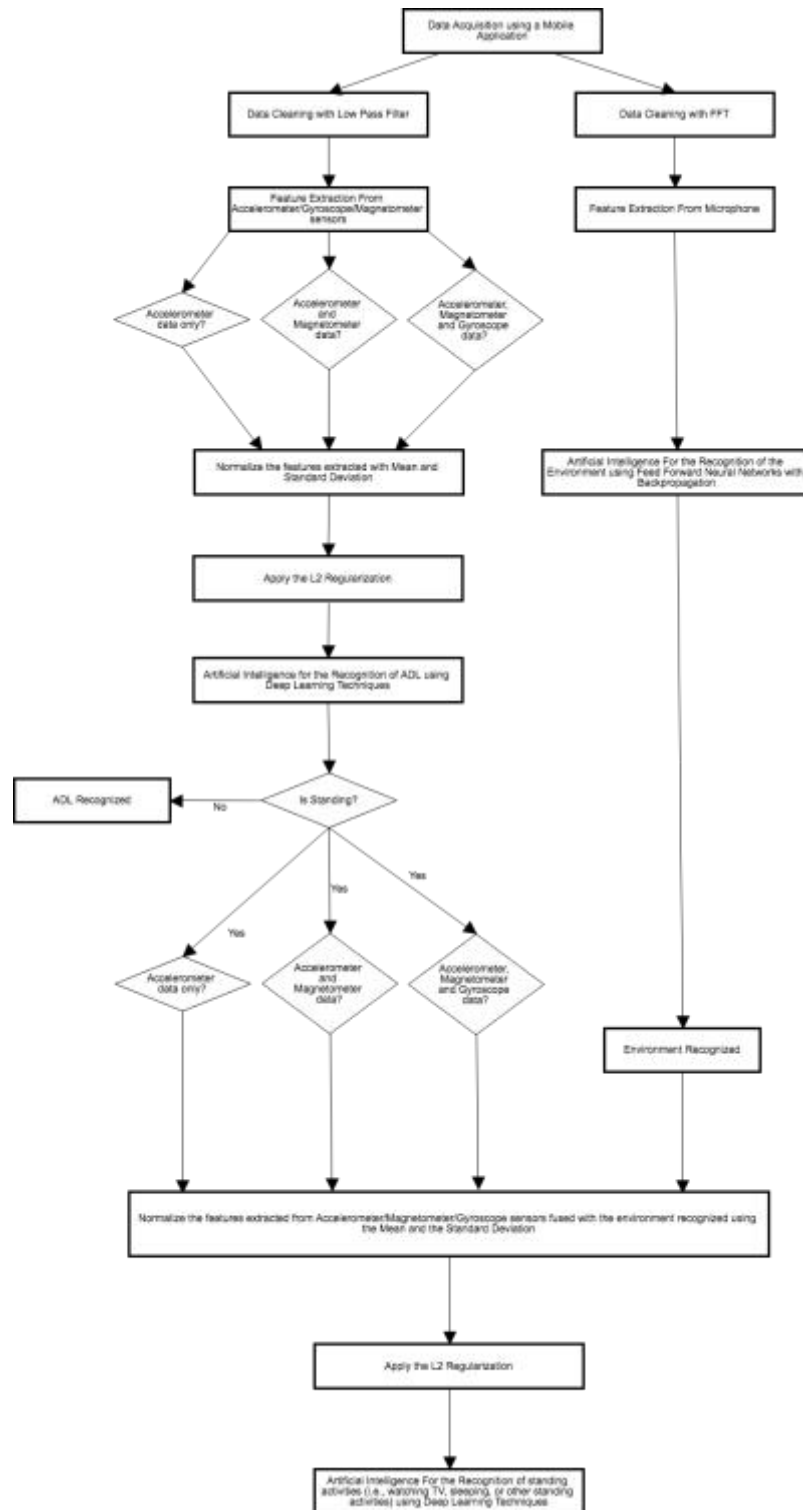 Data Acquisition using a Mobile
Application
Data Cleaning with Low Pass Filter
Data Cleaning with FFT
Feature Extraction From
Accelerometer/Gyroscope/Magnetometer
sensors
Feature Extraction From Microphone
Accelerometer
data only?
Accelerometer
and
Magnetometer
data?
Accelerometer,
Magnetometer
and Gyroscope
data?
Normalize the features extracted with Mean and
Standard Deviation
Artificial Intelligence For the Recognition of the
Environment using Feed Forward Neural Networks with
Backpropagation
Apply the L2 Regularization
Artificial Intelligence for the Recognition of ADL using
Deep Learning Techniques
ADL Recognized
No
Is Standing?
Yes
Yes
Yes
Accelerometer
data only?
Accelerometer
and
Magnetometer
data?
Accelerometer,
Magnetometer
and Gyroscope
data?
Environment Recognized
Normalize the features extracted from Accelerometer/Magnetometer/Gyroscope sensors fused with the environment recognized using
the Mean and the Standard Deviation
Apply the L2 Regularization
Artificial Intelligence For the Recognition of standing
activities (i.e., watching TV, sleeping, or other standing
activities) using Deep Learning Techniques